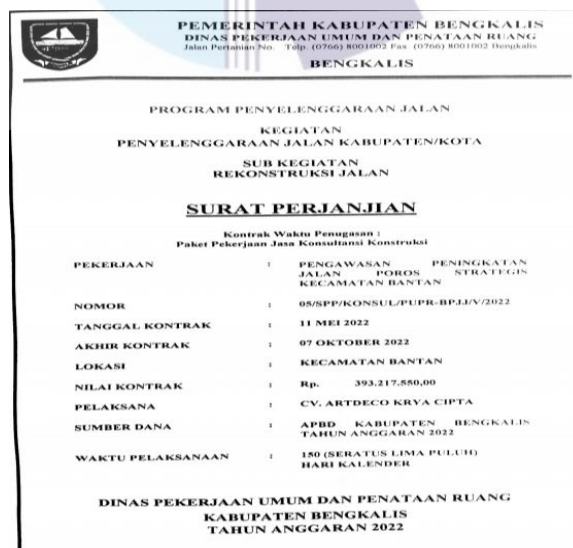 PEMERINTAH KABUPATEN BENGKALIS
DINAS PEKERJAAN UMUM DAN PENATAAN RUANG
Jalan Pertanian No. Telp. (0766) 8001002 Fax. (0766) 8001002 Bengkalis
BENGKALIS
PROGRAM PENYELENGGARAAN JALAN
KEGIATAN
PENYELENGGARAAN JALAN KABUPATEN/KOTA
SUB KEGIATAN
REKONSTRUKSI JALAN
SURAT PERJANJIAN
Kontrak Waktu Penugasan :
Paket Pekerjaan Jasa Konsultansi Konstruksi
PEKERJAAN : PENGAWASAN PENINGKATAN
JALAN POROS STRATEGIS
KECAMATAN BANTAN
NOMOR : 05/SPP/KONSUL/PUPR-BPJJ/V/2022
TANGGAL KONTRAK : 11 MEI 2022
AKHIR KONTRAK : 07 OKTOBER 2022
LOKASI : KECAMATAN BANTAN
NILAI KONTRAK : Rp. 393.217.550,00
PELAKSANA : CV. ARTDECO KRYA CIPTA
SUMBER DANA : APBD KABUPATEN BENGKALIS
TAHUN ANGGARAN 2022
WAKTU PELAKSANAAN : 150 (SERATUS LIMA PULUH)
HARI KALENDER
DINAS PEKERJAAN UMUM DAN PENATAAN RUANG
KABUPATEN BENGKALIS
TAHUN ANGGARAN 2022